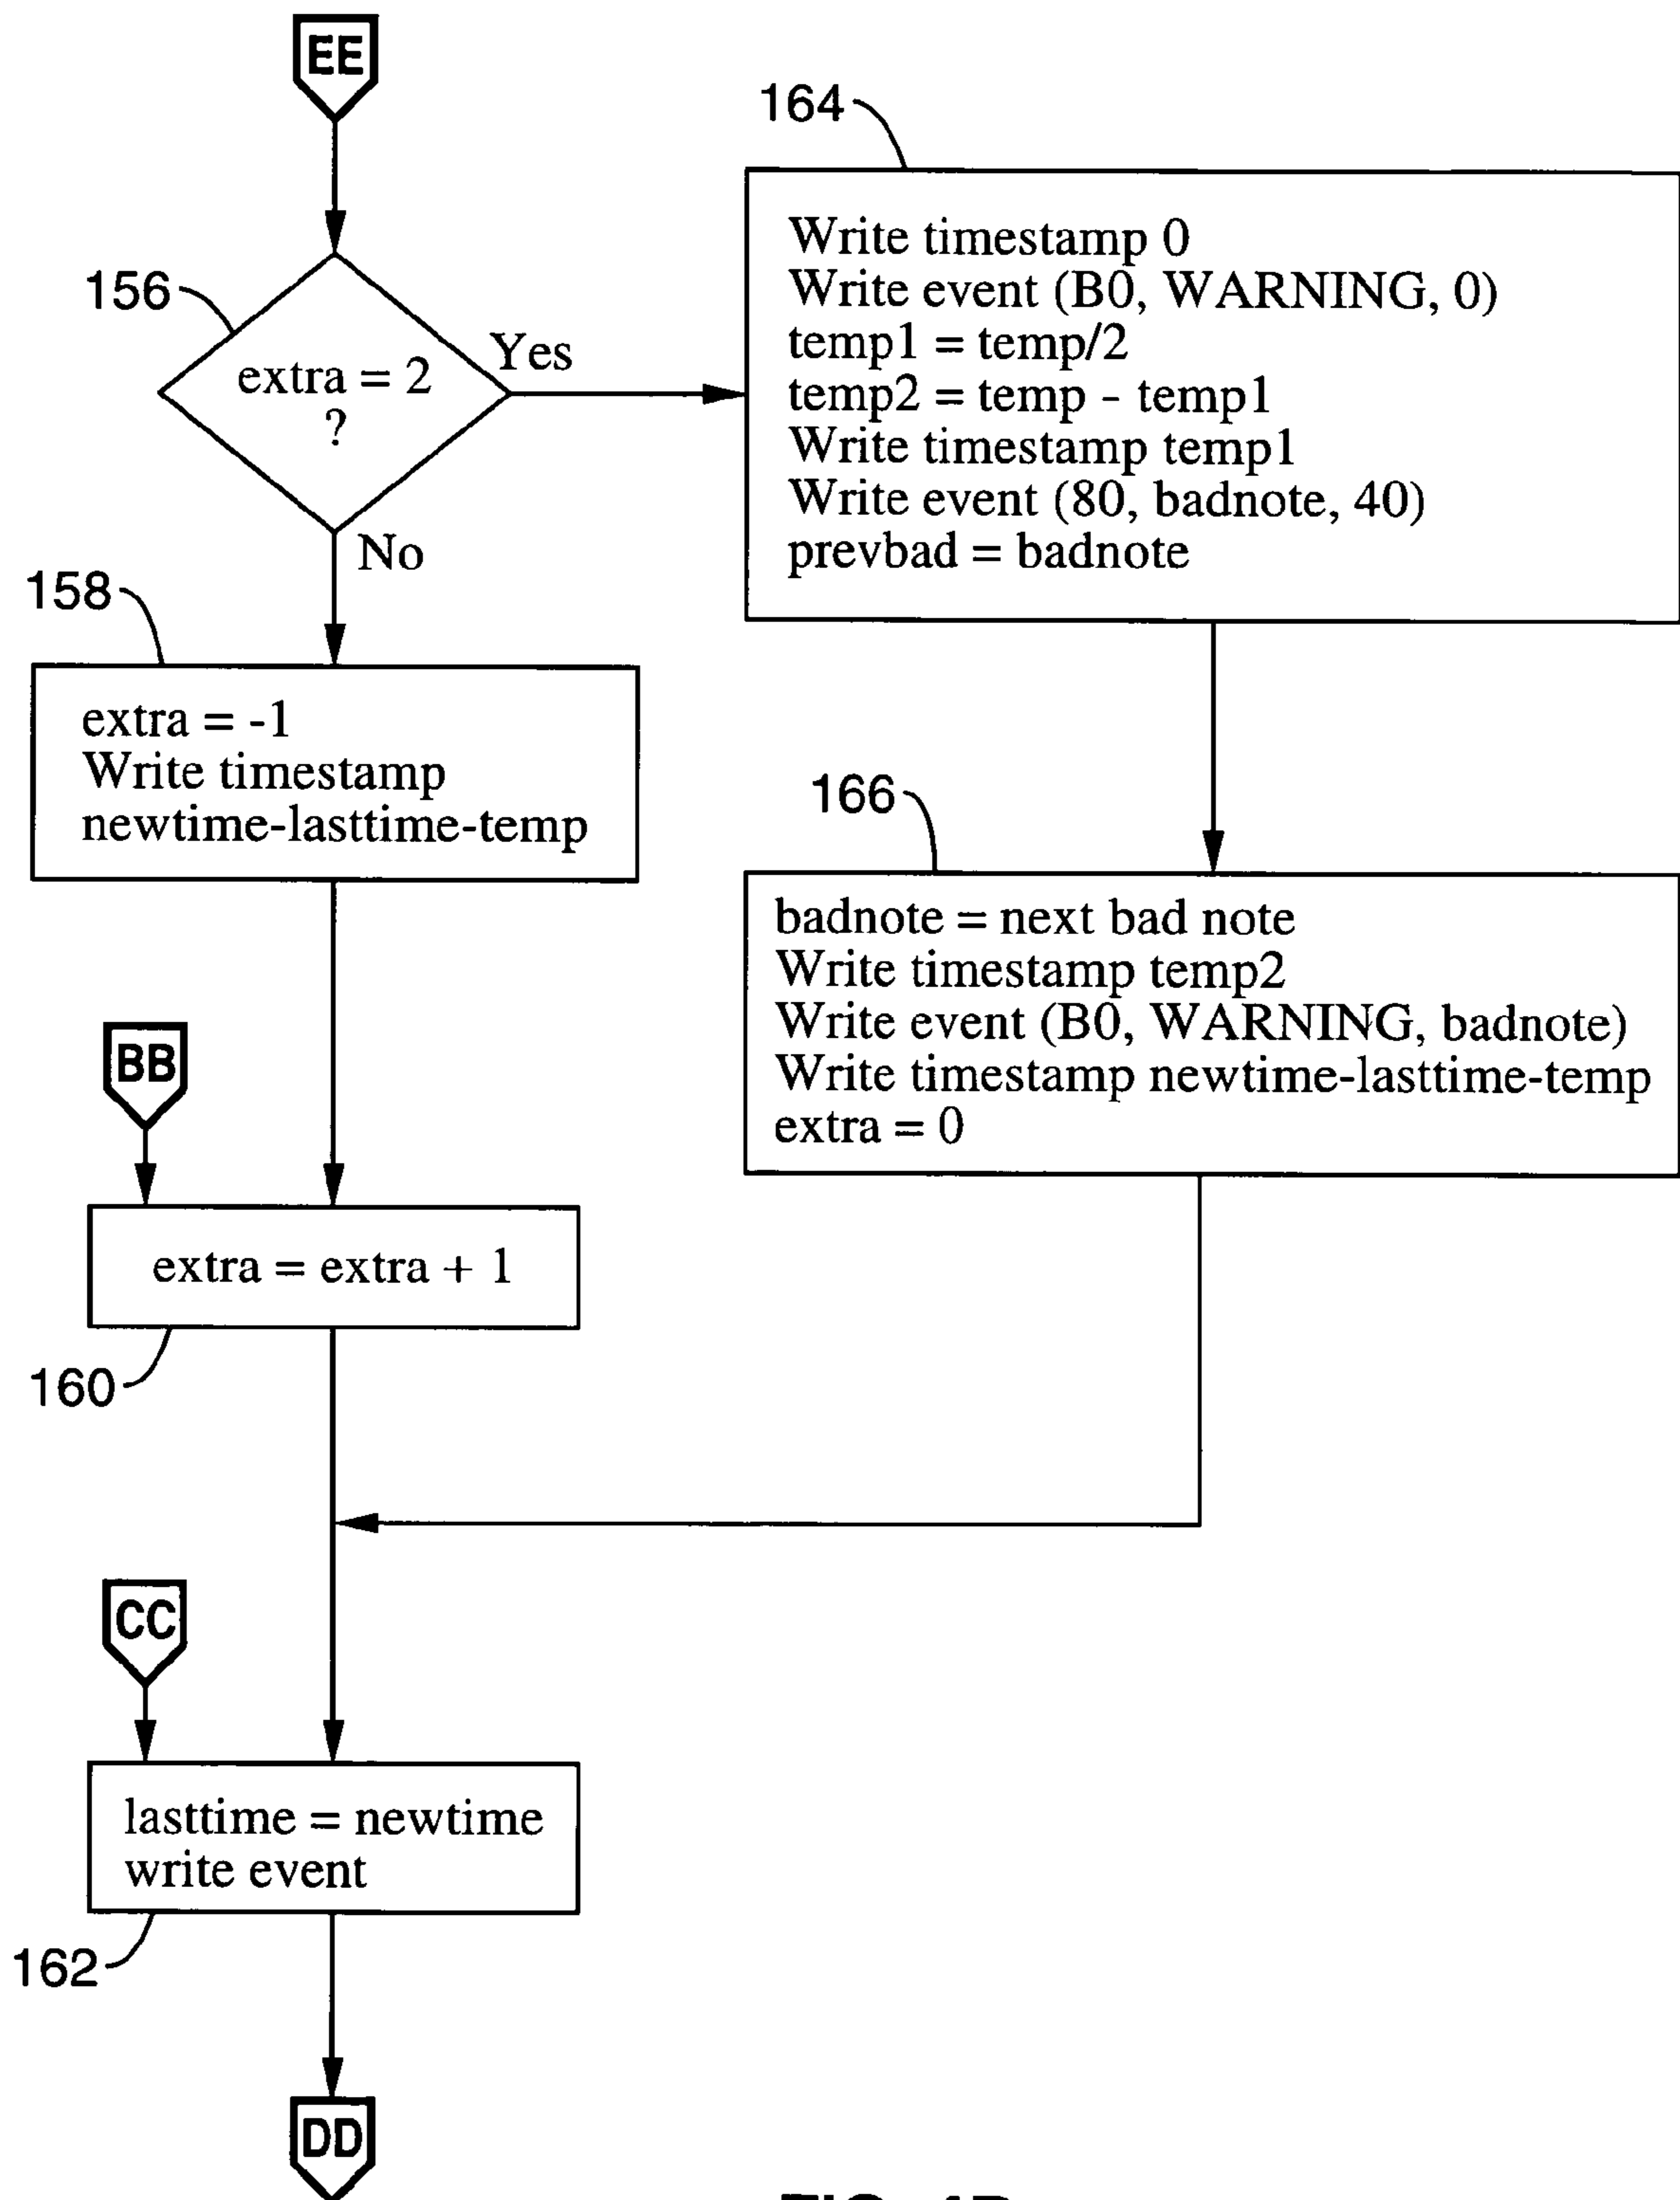 EE
164
Write timestamp 0
Write event (B0, WARNING, 0)
temp1 = temp/2
temp2 = temp - temp1
Write timestamp temp1
Write event (80, badnote, 40)
prevbad = badnote
156
extra = 2
?
Yes
No
158
extra = -1
Write timestamp
newtime-lasttime-temp
166
badnote = next bad note
Write timestamp temp2
Write event (B0, WARNING, badnote)
Write timestamp newtime-lasttime-temp
extra = 0
BB
extra = extra + 1
160
CC
lasttime = newtime
write event
162
DD